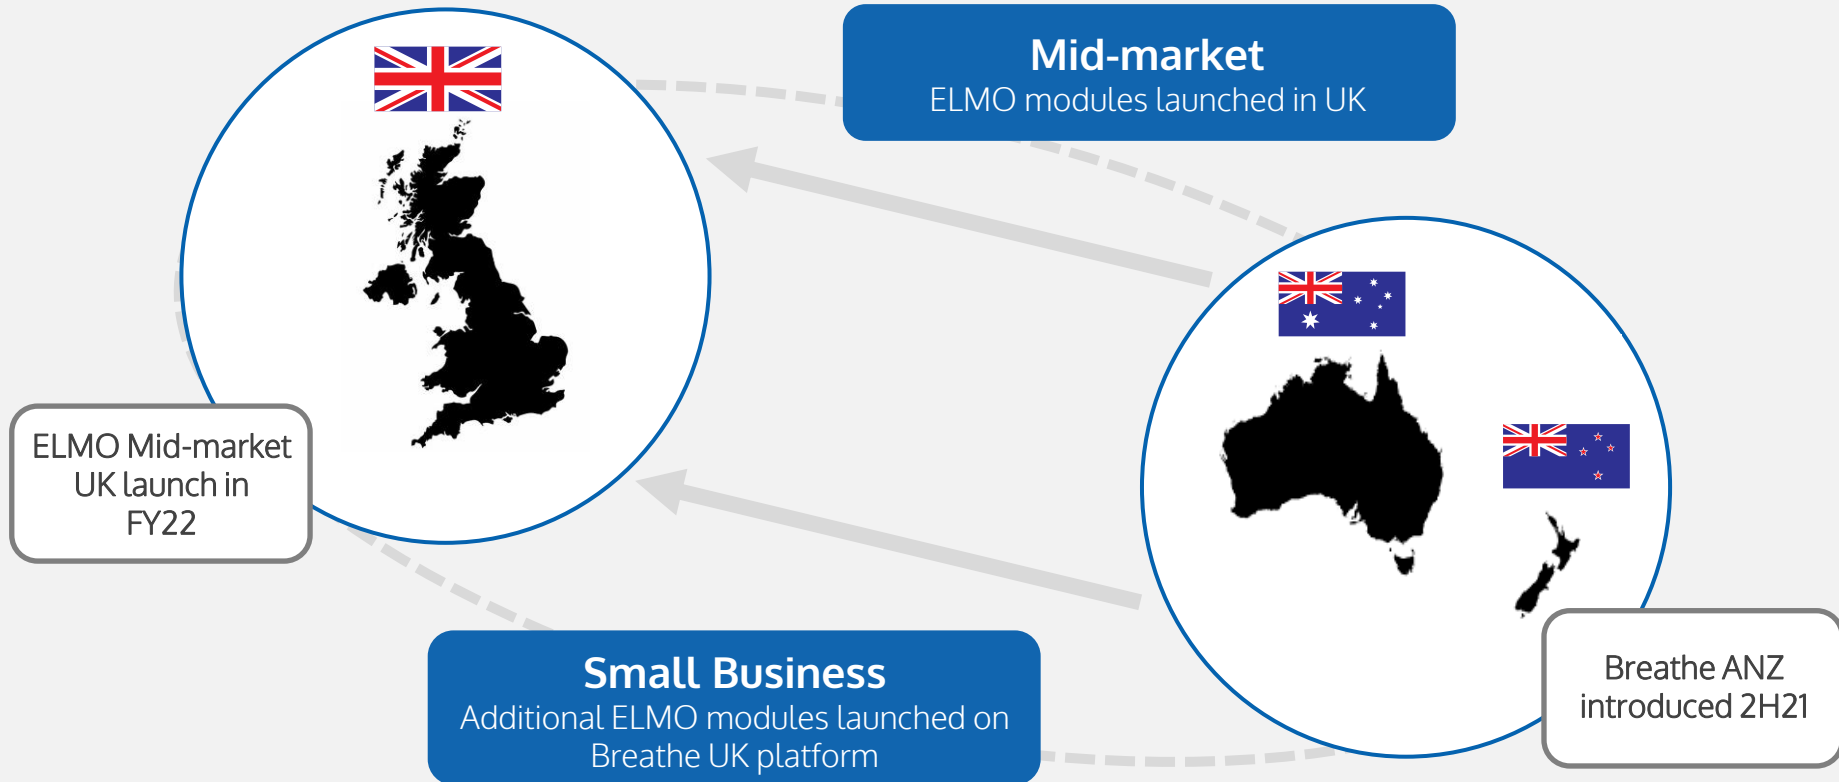 Mid-market
ELMO modules launched in UK
ELMO Mid-market
UK launch in
FY22
Small Business
Additional ELMO modules launched on
Breathe UK platform
Breathe ANZ
introduced 2H21